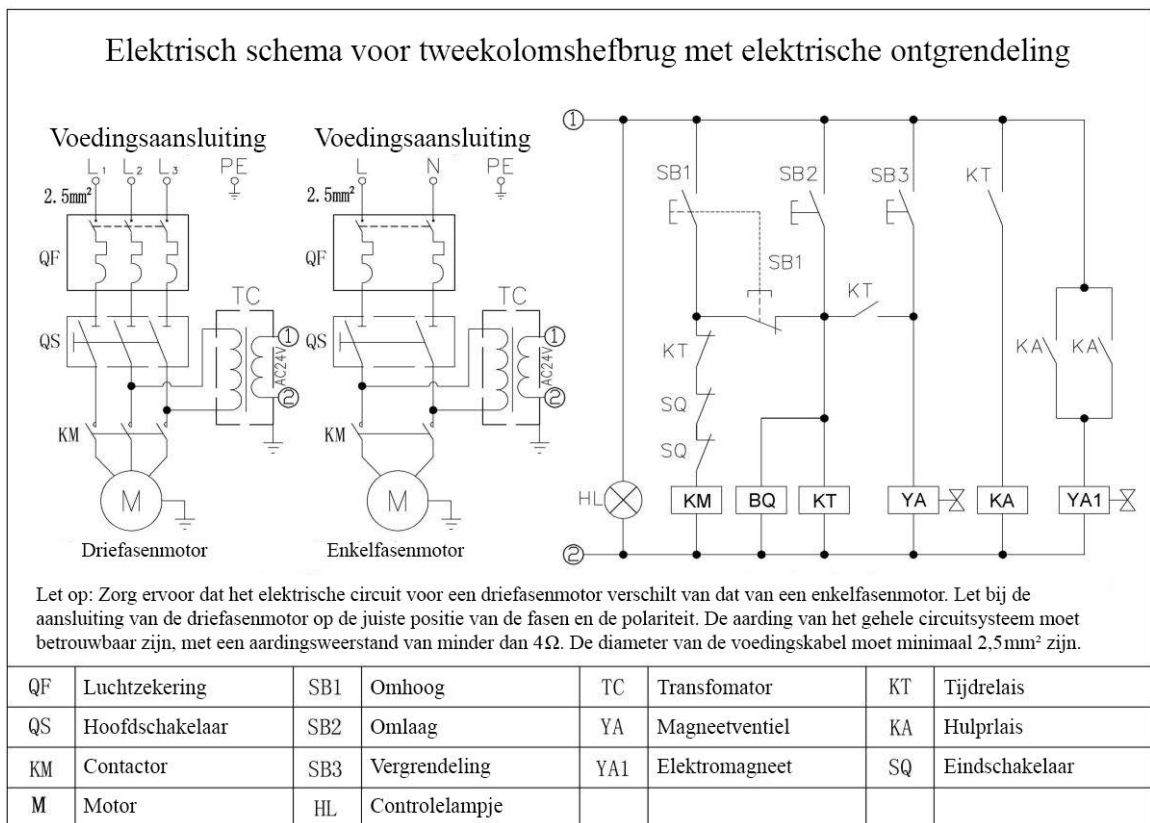 Elektrisch schema voor tweekolomshefbrug met elektrische ontgrendeling
Voedingsaansluiting
L1 L2 L3 PE
2.5mm²
QF
QS
TC
1
AC24V
2
KM
M
Driefasenmotor
Voedingsaansluiting
L N PE
2.5mm²
QF
QS
TC
1
AC24V
2
KM
M
Enkelfasenmotor
1
SB1 SB2 SB3 KT
SB1
KT
KT
KA KA
SQ
SQ
HL KM BQ KT YA KA YA1
2
Let op: Zorg ervoor dat het elektrische circuit voor een driefasenmotor verschilt van dat van een enkelfasenmotor. Let bij de
aansluiting van de driefasenmotor op de juiste positie van de fasen en de polariteit. De aarding van het gehele circuitsysteem moet
betrouwbaar zijn, met een aardingsweerstand van minder dan 4Ω. De diameter van de voedingskabel moet minimaal 2,5mm² zijn.
QF Luchtzekering SB1 Omhoog TC Transfomator KT Tijdrelais
QS Hoofdschakelaar SB2 Omlaag YA Magneetventiel KA Hulprlais
KM Contactor SB3 Vergrendeling YA1 Elektromagneet SQ Eindschakelaar
M Motor HL Controlelampje